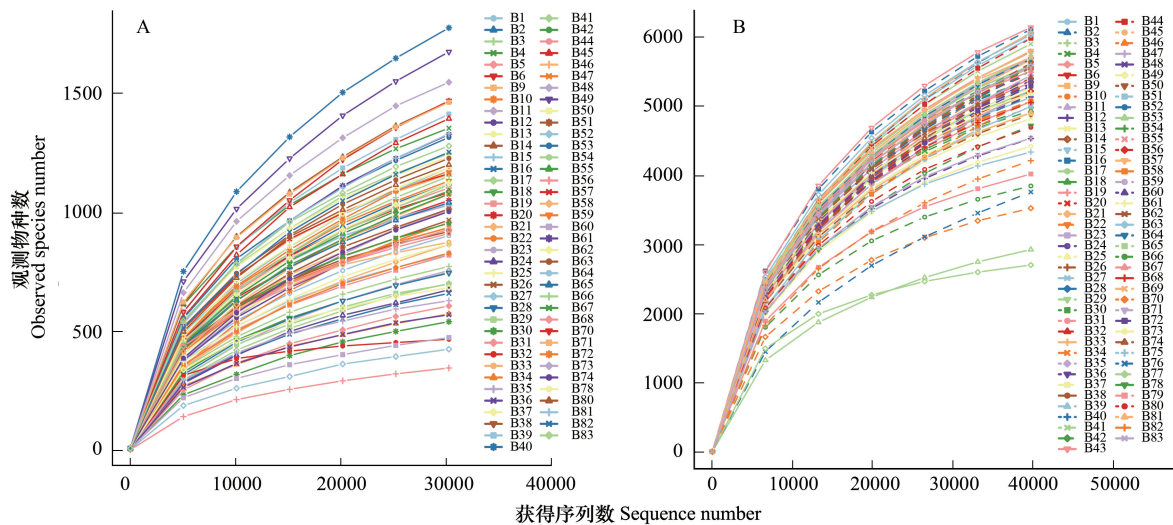 A
观测物种数
Observed species number
1500
1000
500
0
0
10000
20000
30000
40000
B1
B2
B3
B4
B5
B6
B9
B10
B11
B12
B13
B14
B15
B16
B17
B18
B19
B20
B21
B22
B23
B24
B25
B26
B27
B28
B29
B30
B31
B32
B33
B34
B35
B36
B37
B38
B39
B40
B41
B42
B44
B45
B46
B47
B48
B49
B50
B51
B52
B53
B54
B55
B57
B58
B59
B60
B61
B62
B63
B64
B65
B66
B67
B68
B70
B71
B72
B73
B74
B78
B80
B81
B82
B83
B
6000
5000
4000
3000
2000
1000
0
0
10000
20000
30000
40000
50000
B1
B2
B3
B4
B5
B6
B9
B10
B11
B12
B13
B14
B15
B16
B17
B18
B19
B20
B21
B22
B23
B24
B25
B26
B27
B28
B29
B30
B31
B32
B33
B34
B35
B36
B37
B38
B39
B40
B41
B42
B43
B44
B45
B46
B47
B48
B49
B50
B51
B52
B53
B54
B55
B56
B57
B58
B59
B60
B61
B62
B64
B65
B66
B67
B68
B69
B70
B71
B72
B73
B74
B75
B76
B77
B78
B79
B80
B81
B82
B83
获得序列数 Sequence number